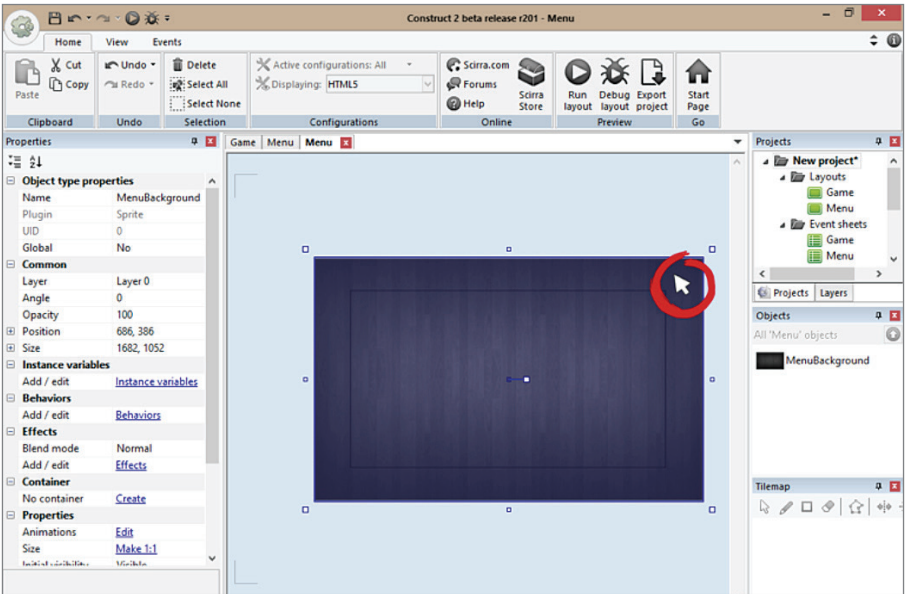 Construct 2 beta release r201 - Menu
Home View Events
Cut Undo Delete Active configurations: All Scirra.com
Paste Copy Redo Select All Displaying: HTML5 Forums Scirra Store Run layout Debug layout Export project Start Page
Select None Help
Clipboard Undo Selection Configurations Online Preview Go
Properties
Game Menu Menu
Object type properties
Name MenuBackground
Plugin Sprite
UID 0
Global No
Common
Layer Layer 0
Angle 0
Opacity 100
Position 686, 386
Size 1682, 1052
Instance variables
Add / edit Instance variables
Behaviors
Add / edit Behaviors
Effects
Blend mode Normal
Add / edit Effects
Container
No container Create
Properties
Animations Edit
Size Make 1:1
Initial visibility Visible
Projects
New project*
Layouts
Game
Menu
Event sheets
Game
Menu
Projects Layers
Objects
All 'Menu' objects
MenuBackground
Tilemap